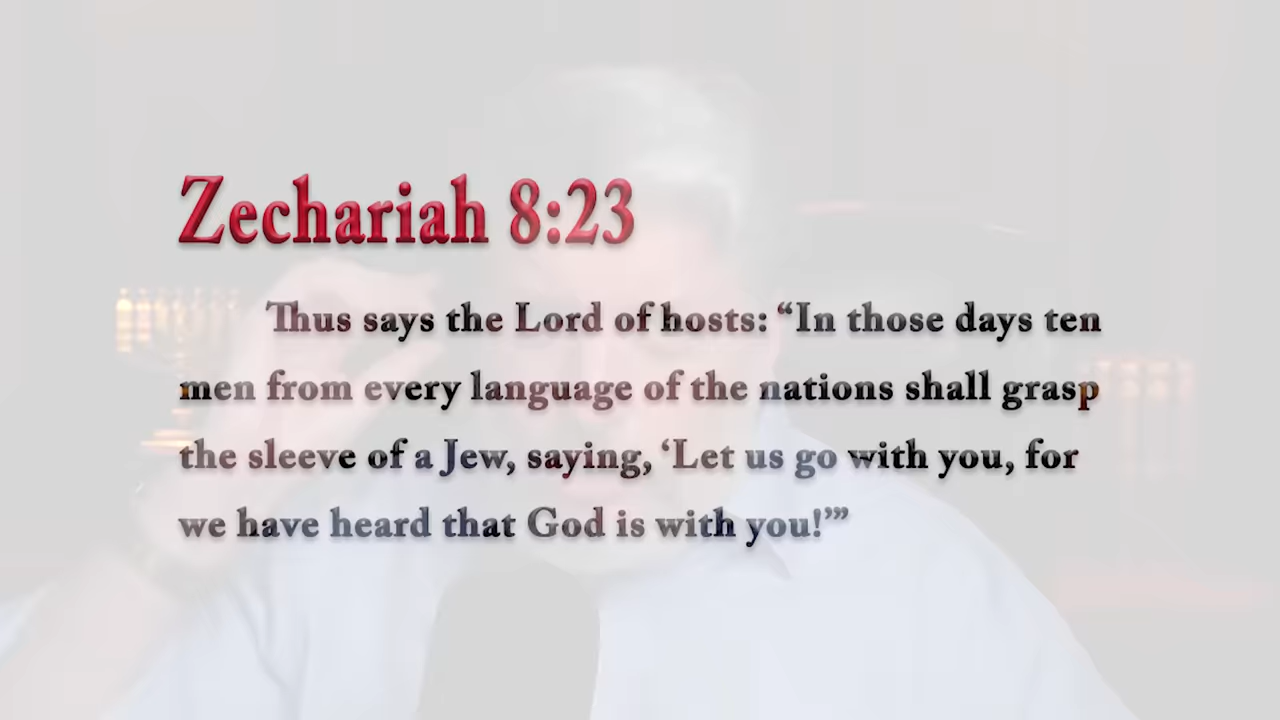 Zechariah 8:23
Thus says the Lord of hosts: “In those days ten
men from every language of the nations shall grasp
the sleeve of a Jew, saying, ‘Let us go with you, for
we have heard that God is with you!’”